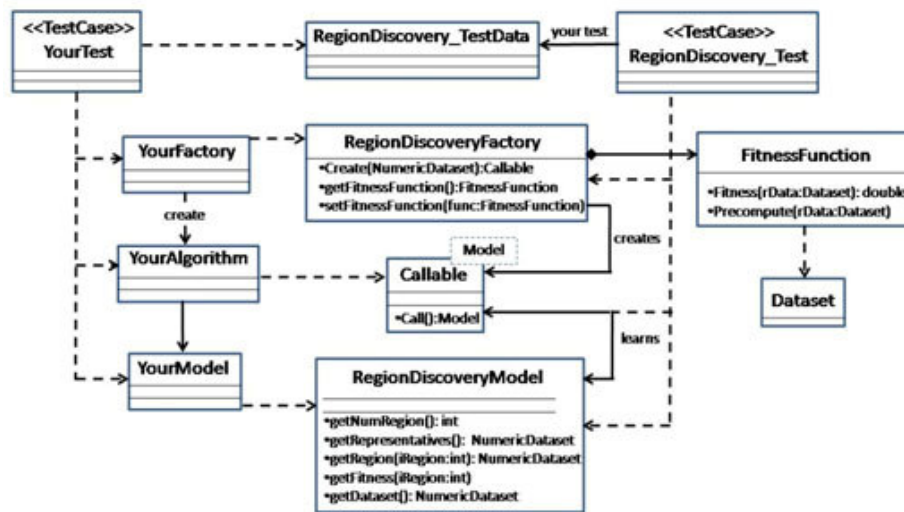 <<TestCase>>
YourTest
RegionDiscovery_TestData
your test
<<TestCase>>
RegionDiscovery_Test
YourFactory
RegionDiscoveryFactory
•Create(NumericDataset):Callable
•getFitnessFunction():FitnessFunction
•setFitnessFunction(func:FitnessFunction)
FitnessFunction
•Fitness(rData:Dataset): double
•Precompute(rData:Dataset)
create
creates
YourAlgorithm
Model
Callable
•Call():Model
Dataset
learns
YourModel
RegionDiscoveryModel
•getNumRegion(): int
•getRepresentatives(): NumericDataset
•getRegion(iRegion:int): NumericDataset
•getFitness(iRegion:int)
•getDataset(): NumericDataset